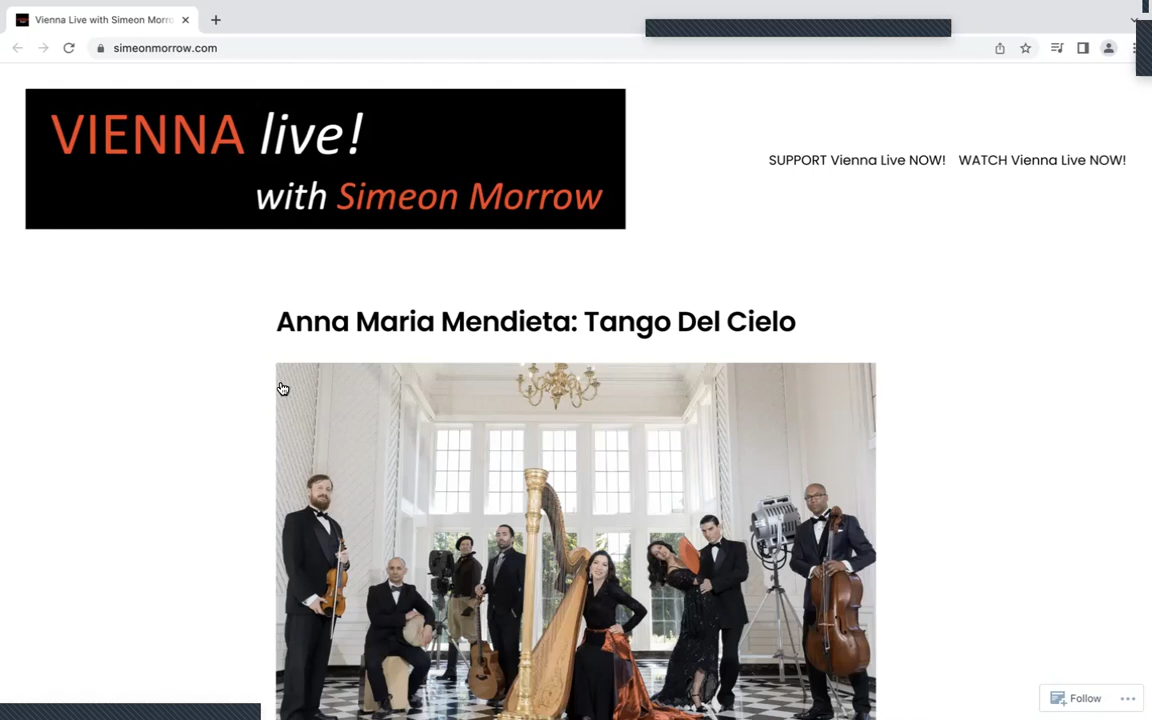 Vienna Live with Simeon Morro
simeonmorrow.com
VIENNA live!
with Simeon Morrow
SUPPORT Vienna Live NOW! WATCH Vienna Live NOW!
Anna Maria Mendieta: Tango Del Cielo
Follow